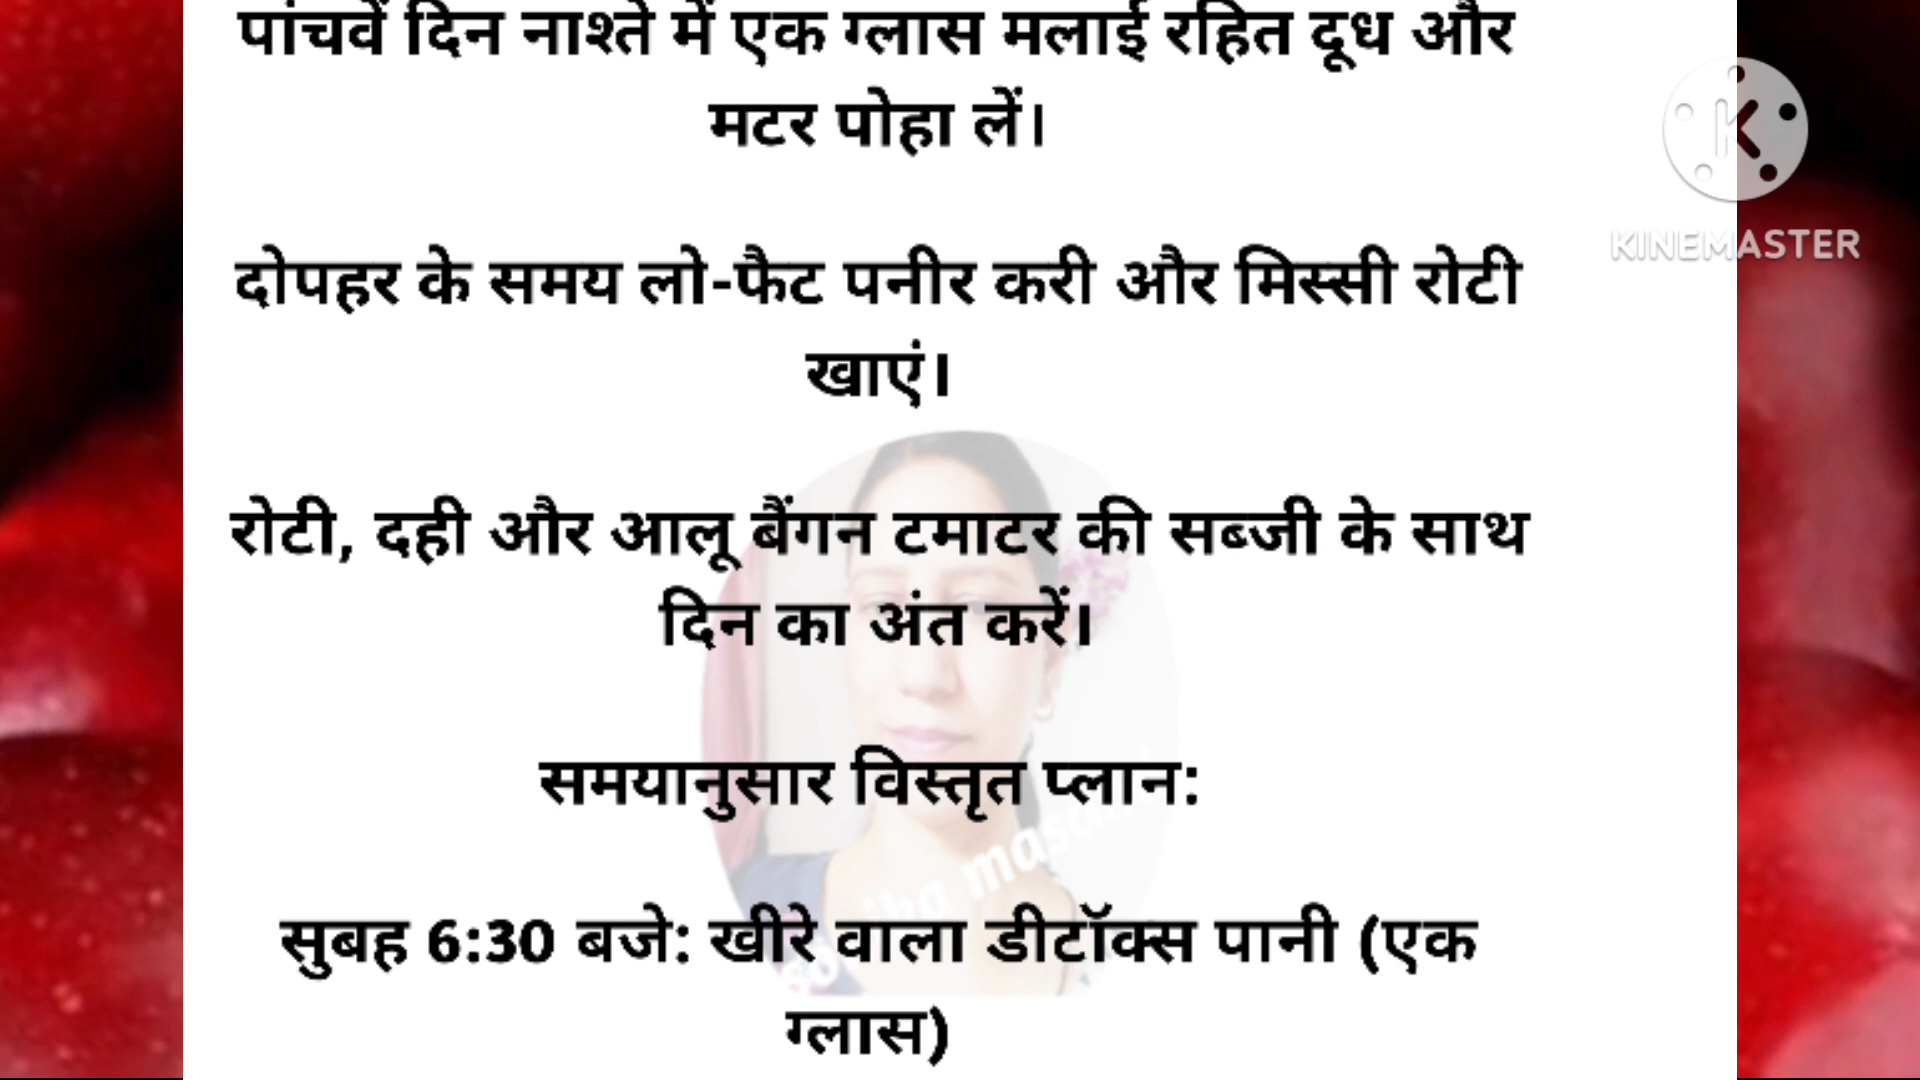 पांचवें दिन नाश्ते में एक ग्लास मलाई रहित दूध और
मटर पोहा लें।
KINEMASTER
दोपहर के समय लो-फैट पनीर करी और मिस्सी रोटी
खाएं।
रोटी, दही और आलू बैंगन टमाटर की सब्जी के साथ
दिन का अंत करें।
समयानुसार विस्तृत प्लान:
सुबह 6:30 बजे: खीरे वाला डीटॉक्स पानी (एक
ग्लास)